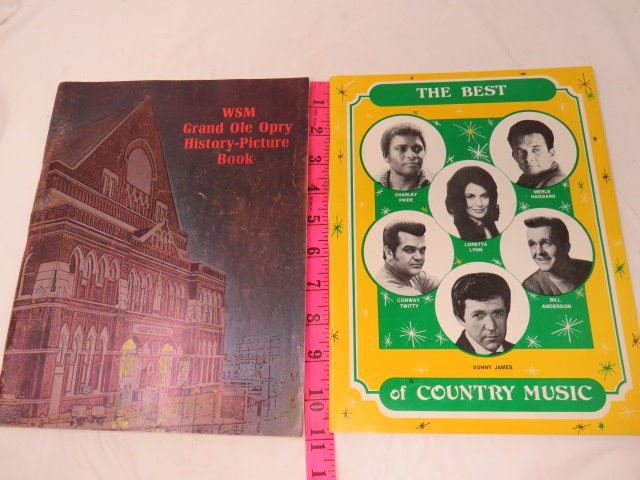 WSM
Grand Ole Opry
History-Picture
Book
1
2
3
4
5
6
7
8
9
10
1
THE BEST
CHARLEY
PRIDE
MERLE
HAGGARD
LORETTA
LYNN
CONWAY
TWITTY
BILL
ANDERSON
SONNY JAMES
of COUNTRY MUSIC